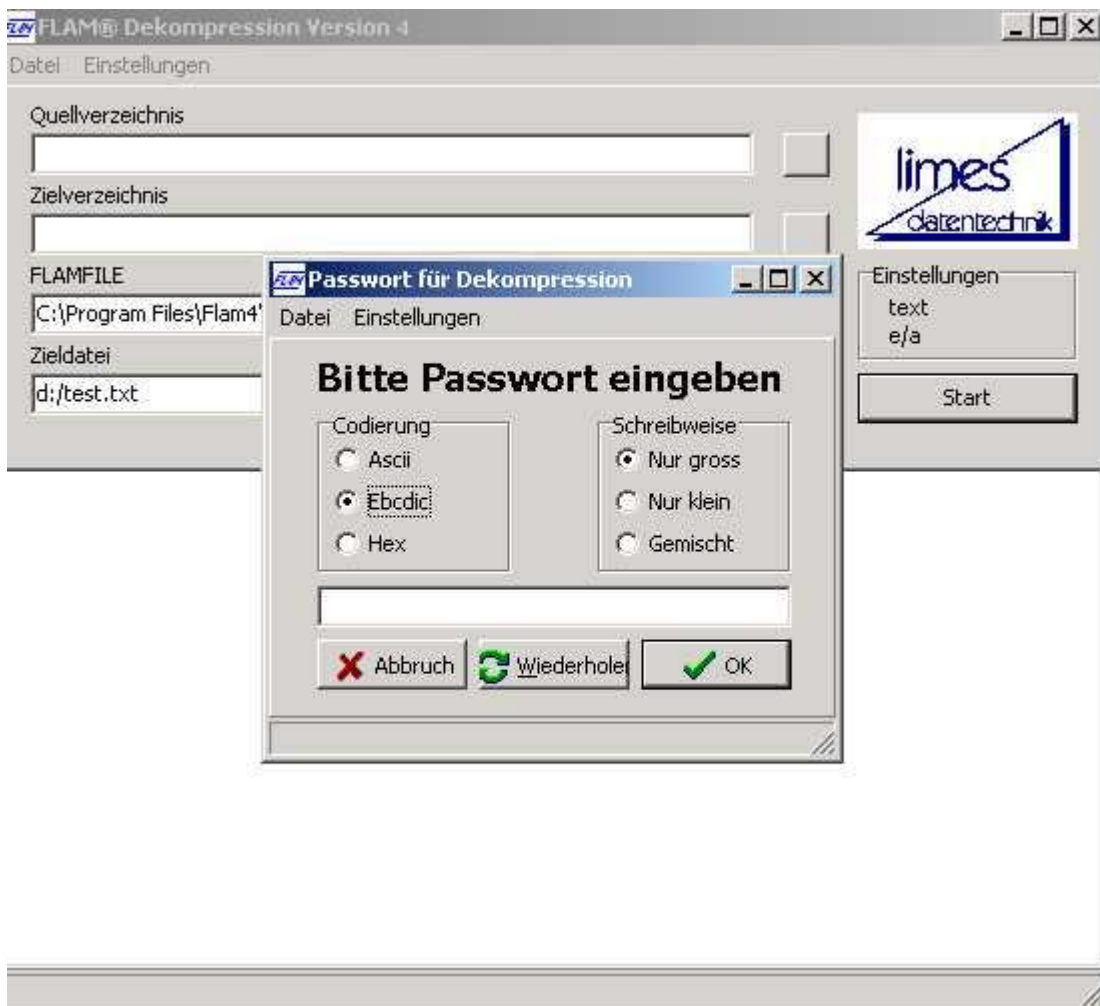 FLAM® Dekompression Version 4
Datei Einstellungen
Quellverzeichnis
Zielverzeichnis
FLAMFILE
C:\Program Files\Flam4
Zieldatei
d:/test.txt
limes
datentechnik
Einstellungen
text
e/a
Start
FLAM Passwort für Dekompression
Datei Einstellungen
Bitte Passwort eingeben
Codierung
Ascii
Ebcdic
Hex
Schreibweise
Nur gross
Nur klein
Gemischt
Abbruch
Wiederholen
OK